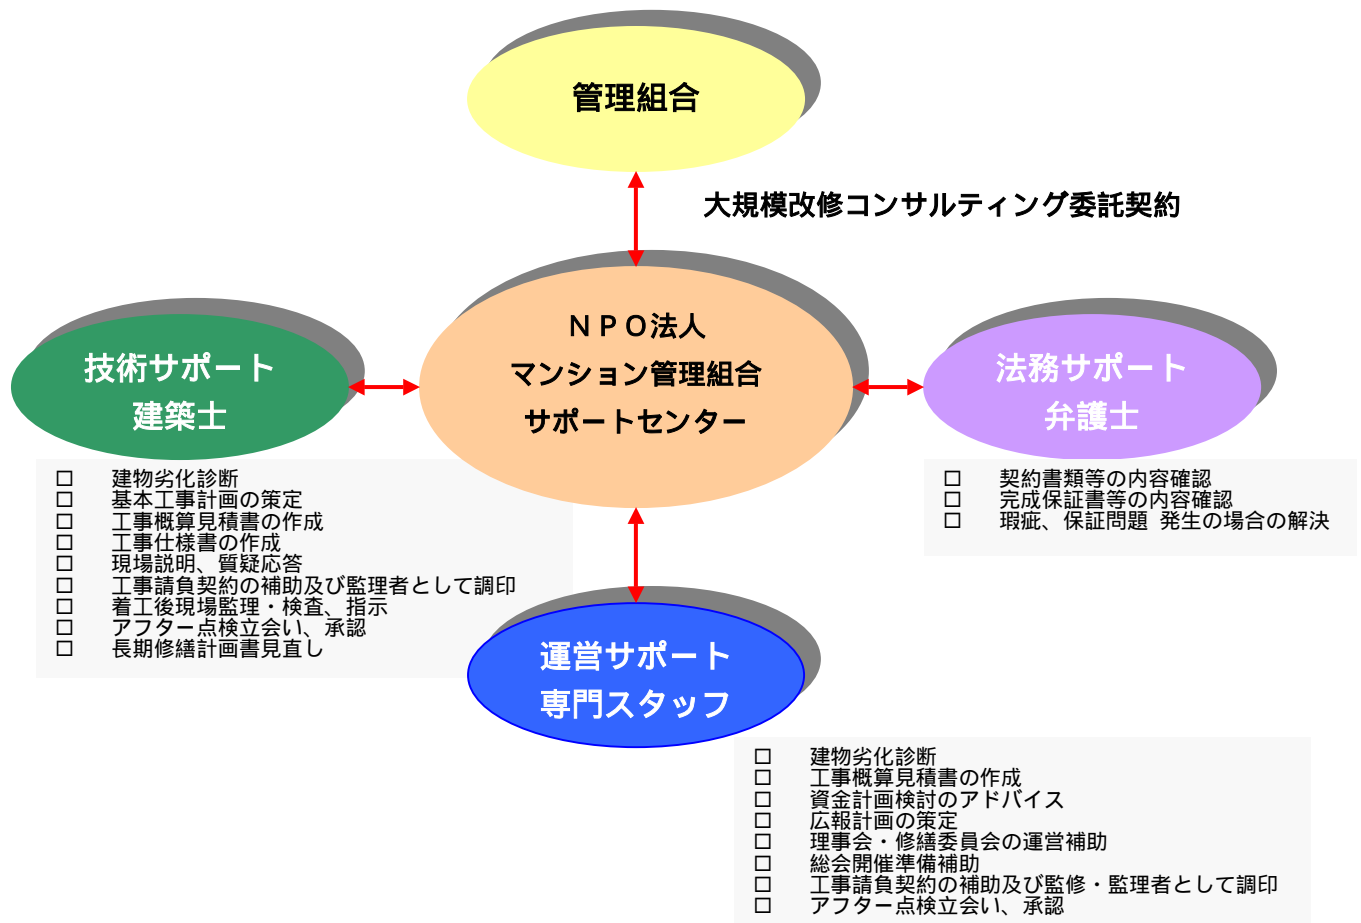 管理組合
大規模改修コンサルティング委託契約
ＮＰＯ法人
マンション管理組合
サポートセンター
技術サポート
建築士
法務サポート
弁護士
□ 建物劣化診断
□ 基本工事計画の策定
□ 工事概算見積書の作成
□ 工事仕様書の作成
□ 現場説明、質疑応答
□ 工事請負契約の補助及び監理者として調印
□ 着工後現場監理・検査、指示
□ アフター点検立会い、承認
□ 長期修繕計画書見直し
□ 契約書類等の内容確認
□ 完成保証書等の内容確認
□ 瑕疵、保証問題 発生の場合の解決
運営サポート
専門スタッフ
□ 建物劣化診断
□ 工事概算見積書の作成
□ 資金計画検討のアドバイス
□ 広報計画の策定
□ 理事会・修繕委員会の運営補助
□ 総会開催準備補助
□ 工事請負契約の補助及び監修・監理者として調印
□ アフター点検立会い、承認